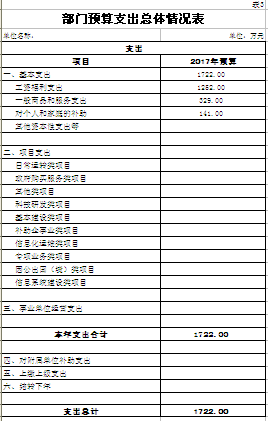 表3
部门预算支出总体情况表
单位名称： 单位：万元
支出
项目 2017年预算
一、基本支出 1722.00
工资福利支出 1252.00
一般商品和服务支出 329.00
对个人和家庭的补助 141.00
其他资本性支出等
二、项目支出
日常运转类项目
政府购买服务类项目
其他类项目
科技研发类项目
基本建设类项目
补助企事业类项目
信息化运维类项目
专项业务类项目
因公出国（境）类项目
信息系统建设类项目
三、事业单位经营支出
本年支出合计 1722.00
四、对附属单位补助支出
五、上缴上级支出
六、结转下年
支出总计 1722.00